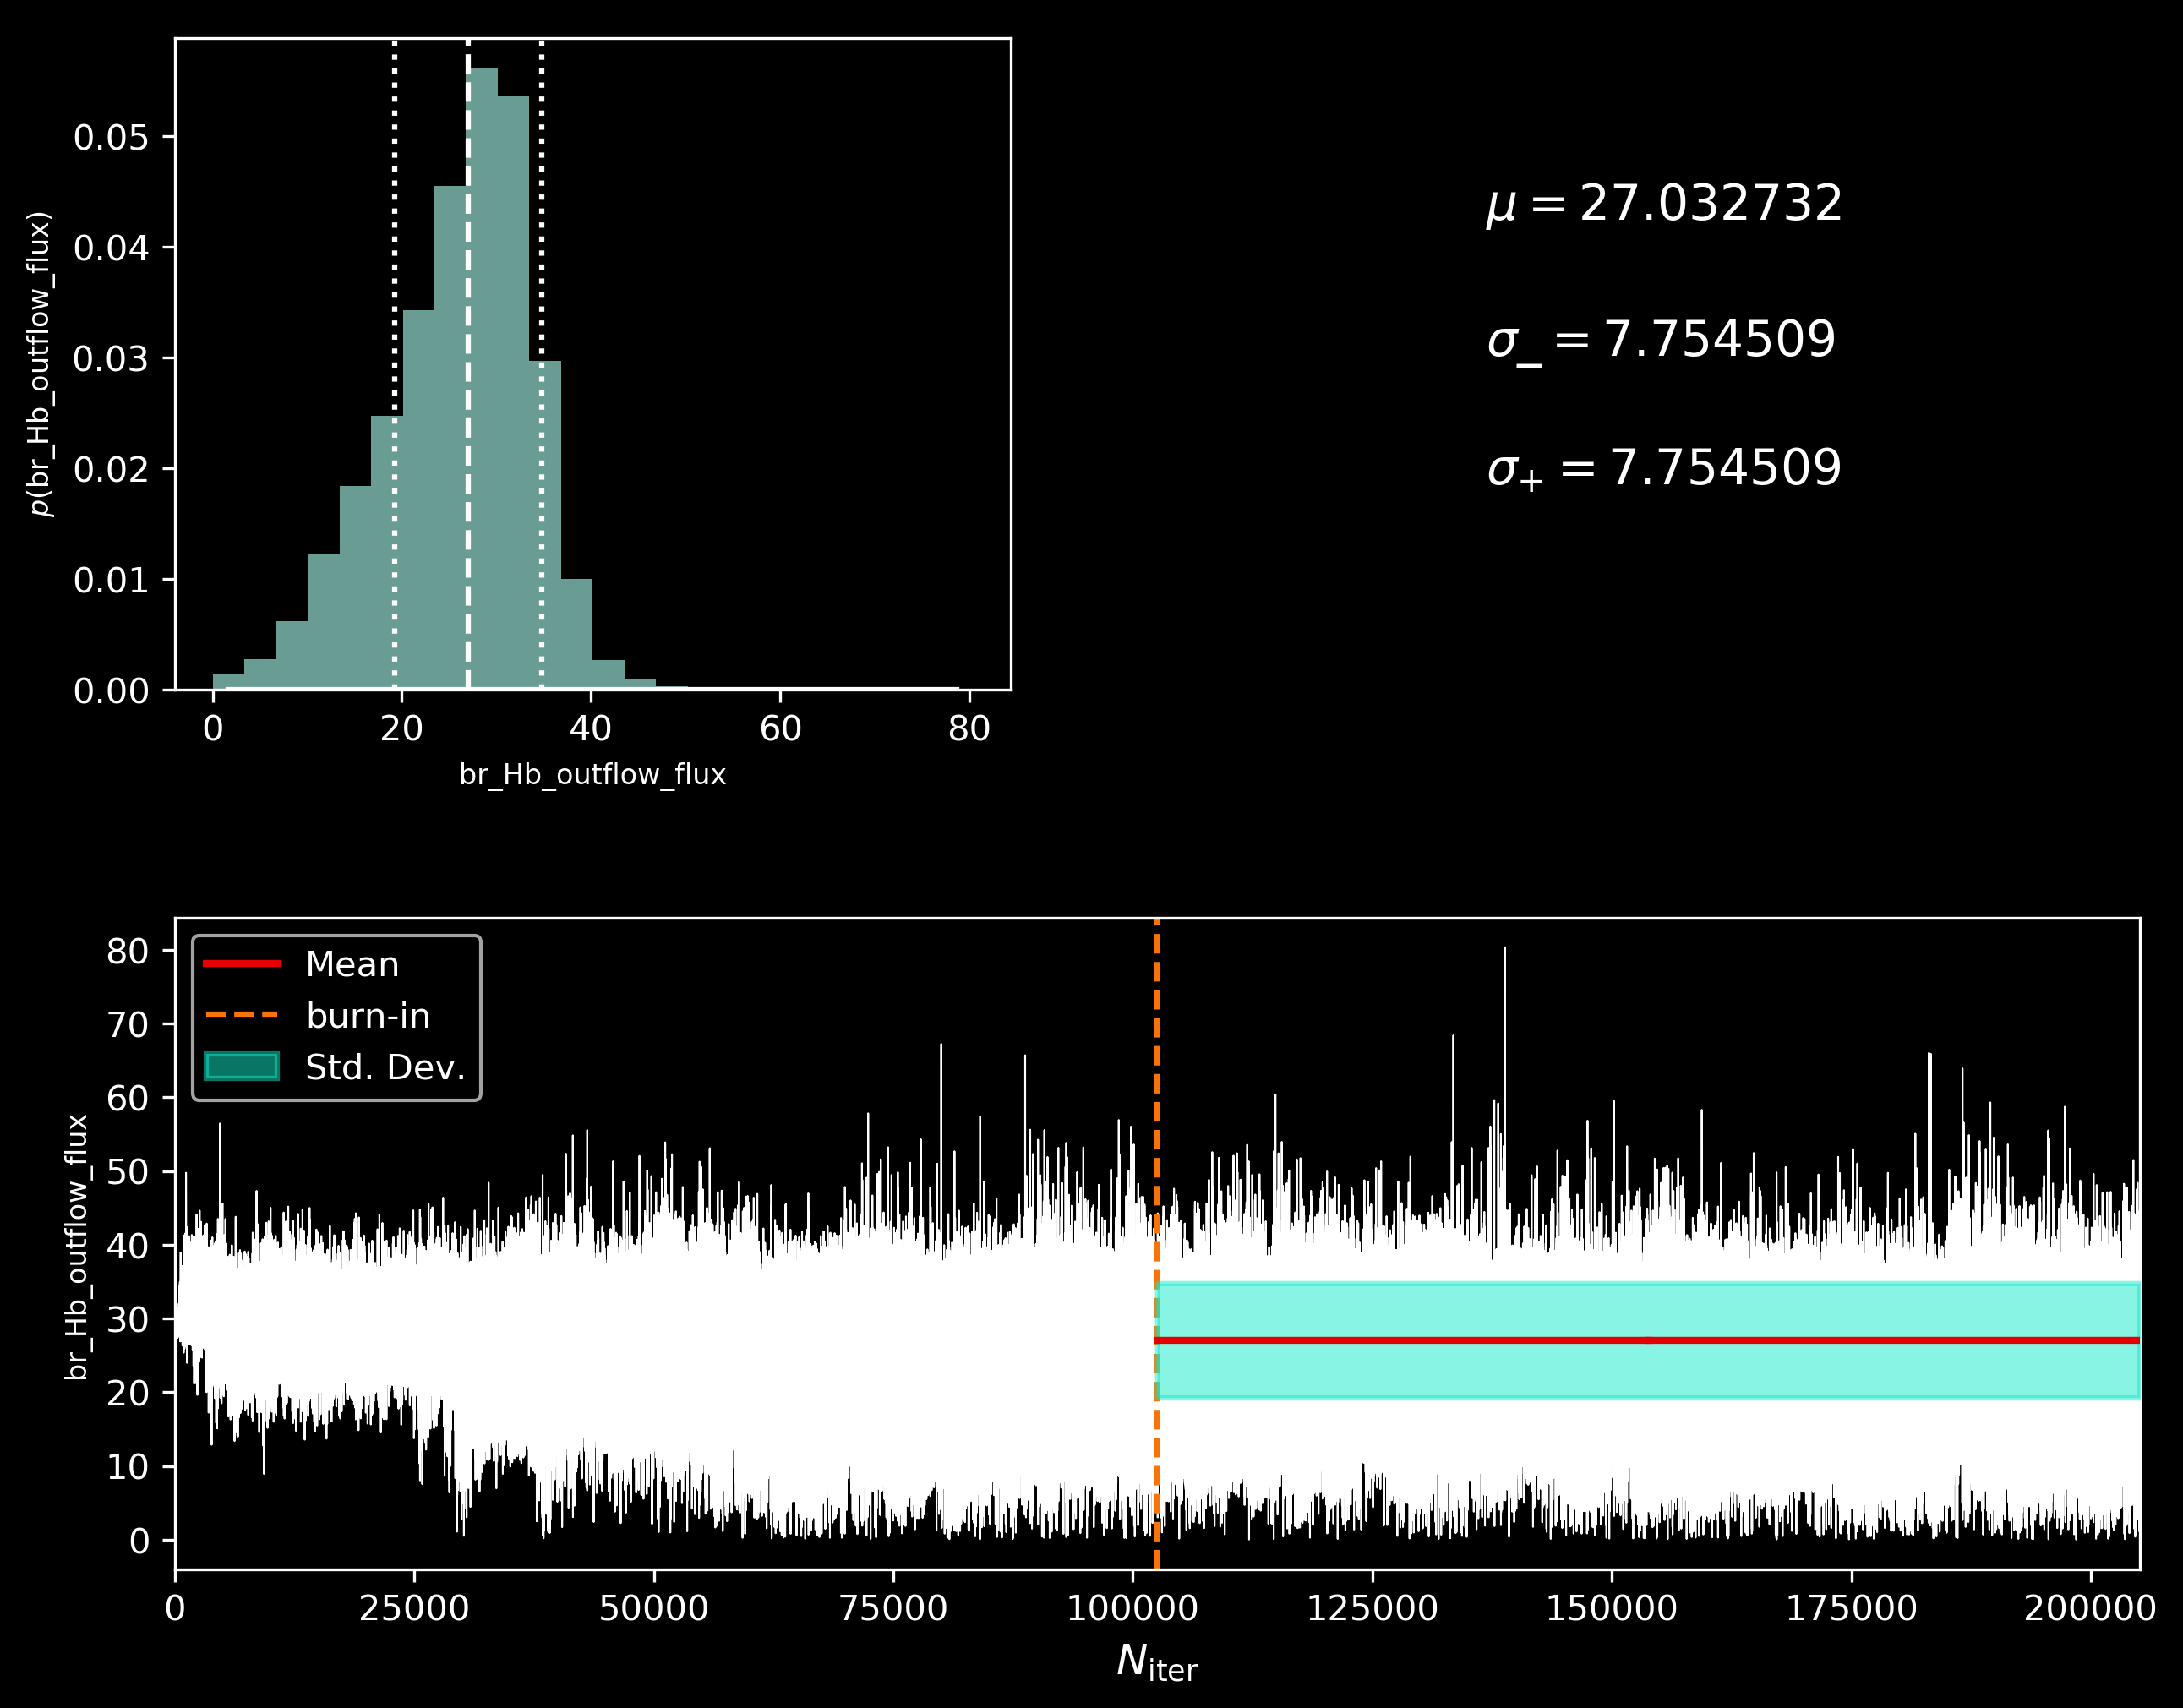 0.05
0.04
0.03
0.02
0.01
0.00
p(br_Hb_outflow_flux)
0 20 40 60 80
br_Hb_outflow_flux
μ = 27.032732
σ₋ = 7.754509
σ₊ = 7.754509
80
70
60
50
40
30
20
10
0
br_Hb_outflow_flux
Mean
burn-in
Std. Dev.
0 25000 50000 75000 100000 125000 150000 175000 200000
N_iter